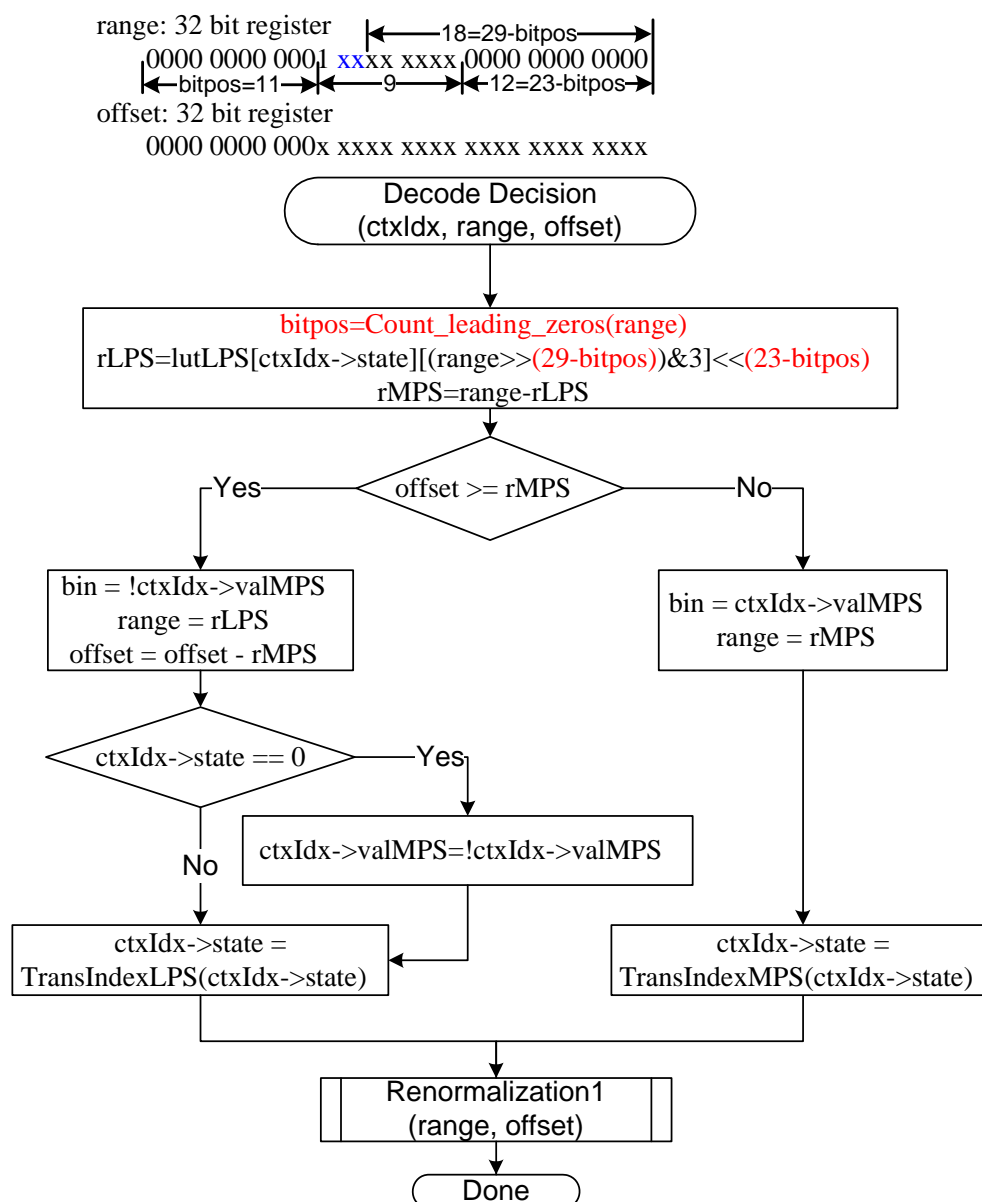 range: 32 bit register
18=29-bitpos
0000 0000 0001 xxxx xxxx 0000 0000 0000
bitpos=11
9
12=23-bitpos
offset: 32 bit register
0000 0000 000x xxxx xxxx xxxx xxxx xxxx
Decode Decision
(ctxIdx, range, offset)
bitpos=Count_leading_zeros(range)
rLPS=lutLPS[ctxIdx->state][(range>>(29-bitpos))&3]<<(23-bitpos)
rMPS=range-rLPS
offset >= rMPS
Yes
No
bin = !ctxIdx->valMPS
range = rLPS
offset = offset - rMPS
bin = ctxIdx->valMPS
range = rMPS
ctxIdx->state == 0
Yes
No
ctxIdx->valMPS=!ctxIdx->valMPS
ctxIdx->state =
TransIndexLPS(ctxIdx->state)
ctxIdx->state =
TransIndexMPS(ctxIdx->state)
Renormalization1
(range, offset)
Done